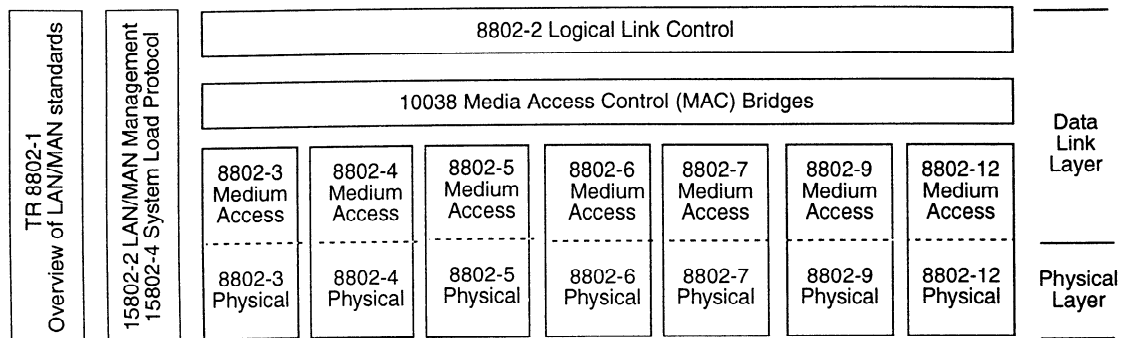 TR 8802-1
Overview of LAN/MAN standards
15802-2 LAN/MAN Management
15802-4 System Load Protocol
8802-2 Logical Link Control
10038 Media Access Control (MAC) Bridges
8802-3
Medium
Access
8802-4
Medium
Access
8802-5
Medium
Access
8802-6
Medium
Access
8802-7
Medium
Access
8802-9
Medium
Access
8802-12
Medium
Access
8802-3
Physical
8802-4
Physical
8802-5
Physical
8802-6
Physical
8802-7
Physical
8802-9
Physical
8802-12
Physical
Data
Link
Layer
Physical
Layer